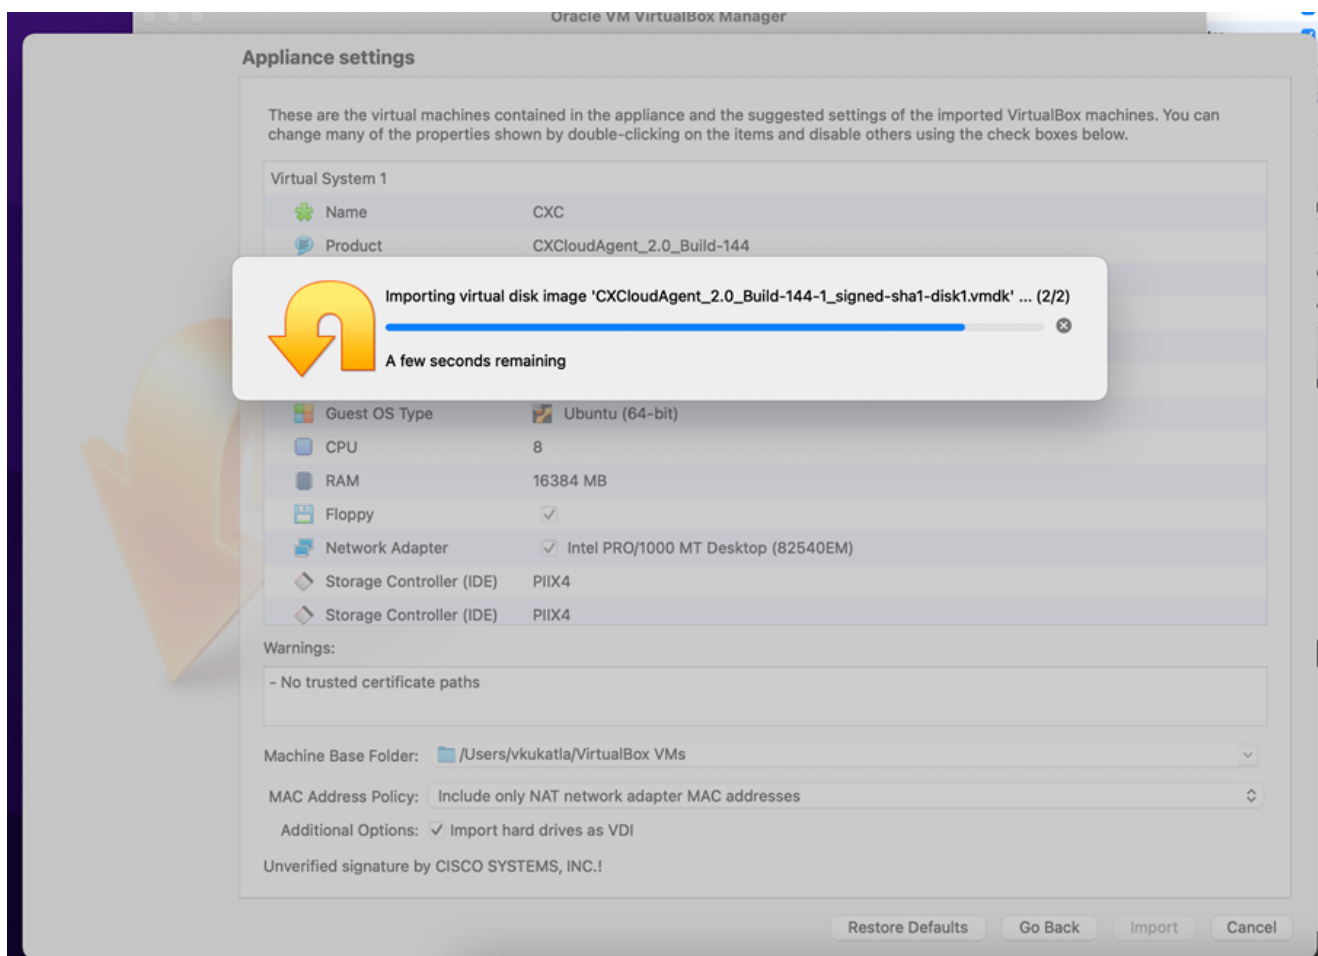 Oracle VM VirtualBox Manager
Appliance settings
These are the virtual machines contained in the appliance and the suggested settings of the imported VirtualBox machines. You can
change many of the properties shown by double-clicking on the items and disable others using the check boxes below.
Virtual System 1
Name CXC
Product CXCloudAgent_2.0_Build-144
Importing virtual disk image 'CXCloudAgent_2.0_Build-144-1_signed-sha1-disk1.vmdk' ... (2/2)
A few seconds remaining
Guest OS Type Ubuntu (64-bit)
CPU 8
RAM 16384 MB
Floppy
Network Adapter Intel PRO/1000 MT Desktop (82540EM)
Storage Controller (IDE) PIIX4
Storage Controller (IDE) PIIX4
Warnings:
- No trusted certificate paths
Machine Base Folder: /Users/vkukatla/VirtualBox VMs
MAC Address Policy: Include only NAT network adapter MAC addresses
Additional Options: Import hard drives as VDI
Unverified signature by CISCO SYSTEMS, INC.!
Restore Defaults Go Back Import Cancel